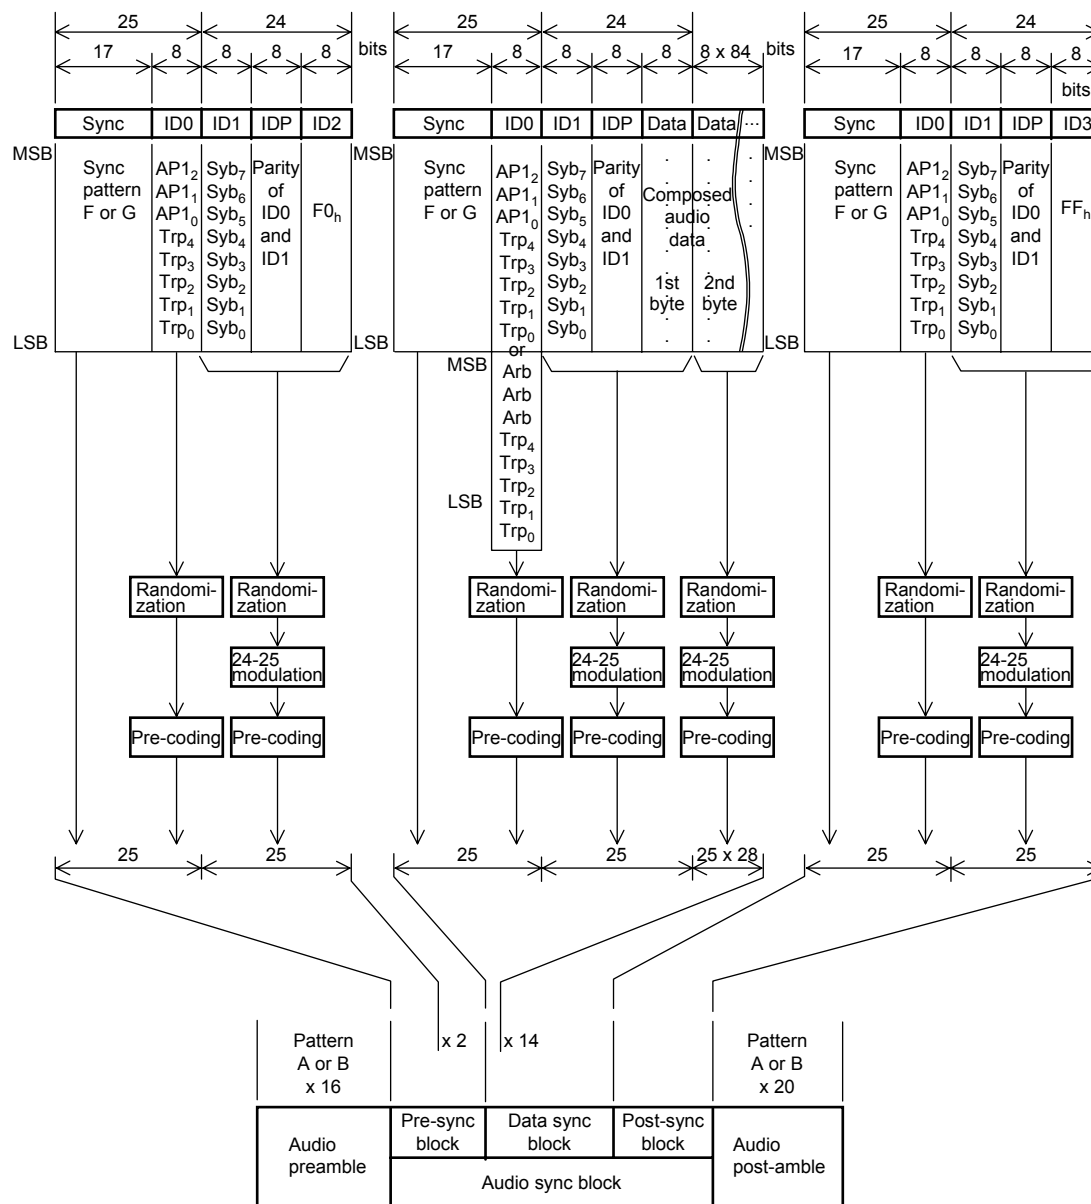 25 24 25 24 25 24
17 8 8 8 8 bits 17 8 8 8 8 8 x 84 bits 17 8 8 8 8
bits
Sync ID0 ID1 IDP ID2 Sync ID0 ID1 IDP Data Data ... Sync ID0 ID1 IDP ID3
MSB
Sync
pattern
F or G
LSB
AP1₂
AP1₁
AP1₀
Trp₄
Trp₃
Trp₂
Trp₁
Trp₀
Syb₇
Syb₆
Syb₅
Syb₄
Syb₃
Syb₂
Syb₁
Syb₀
Parity
of
ID0
and
ID1
F0ₕ
MSB
Sync
pattern
F or G
LSB
AP1₂
AP1₁
AP1₀
Trp₄
Trp₃
Trp₂
Trp₁
Trp₀
or
MSB
Arb
Arb
Arb
Trp₄
Trp₃
Trp₂
Trp₁
Trp₀
LSB
Syb₇
Syb₆
Syb₅
Syb₄
Syb₃
Syb₂
Syb₁
Syb₀
Parity
of
ID0
and
ID1
Composed
audio
data
1st
byte
2nd
byte
MSB
Sync
pattern
F or G
LSB
AP1₂
AP1₁
AP1₀
Trp₄
Trp₃
Trp₂
Trp₁
Trp₀
Syb₇
Syb₆
Syb₅
Syb₄
Syb₃
Syb₂
Syb₁
Syb₀
Parity
of
ID0
and
ID1
FFₕ
Randomi-
zation
Randomi-
zation
Randomi-
zation
Randomi-
zation
Randomi-
zation
Randomi-
zation
Randomi-
zation
24-25
modulation
24-25
modulation
24-25
modulation
24-25
modulation
Pre-coding Pre-coding Pre-coding Pre-coding Pre-coding Pre-coding Pre-coding
25 25 25 25 25 x 28 25 25
Pattern
A or B
x 16
x 2
x 14
Pattern
A or B
x 20
Audio
preamble
Pre-sync
block
Data sync
block
Post-sync
block
Audio
post-amble
Audio sync block